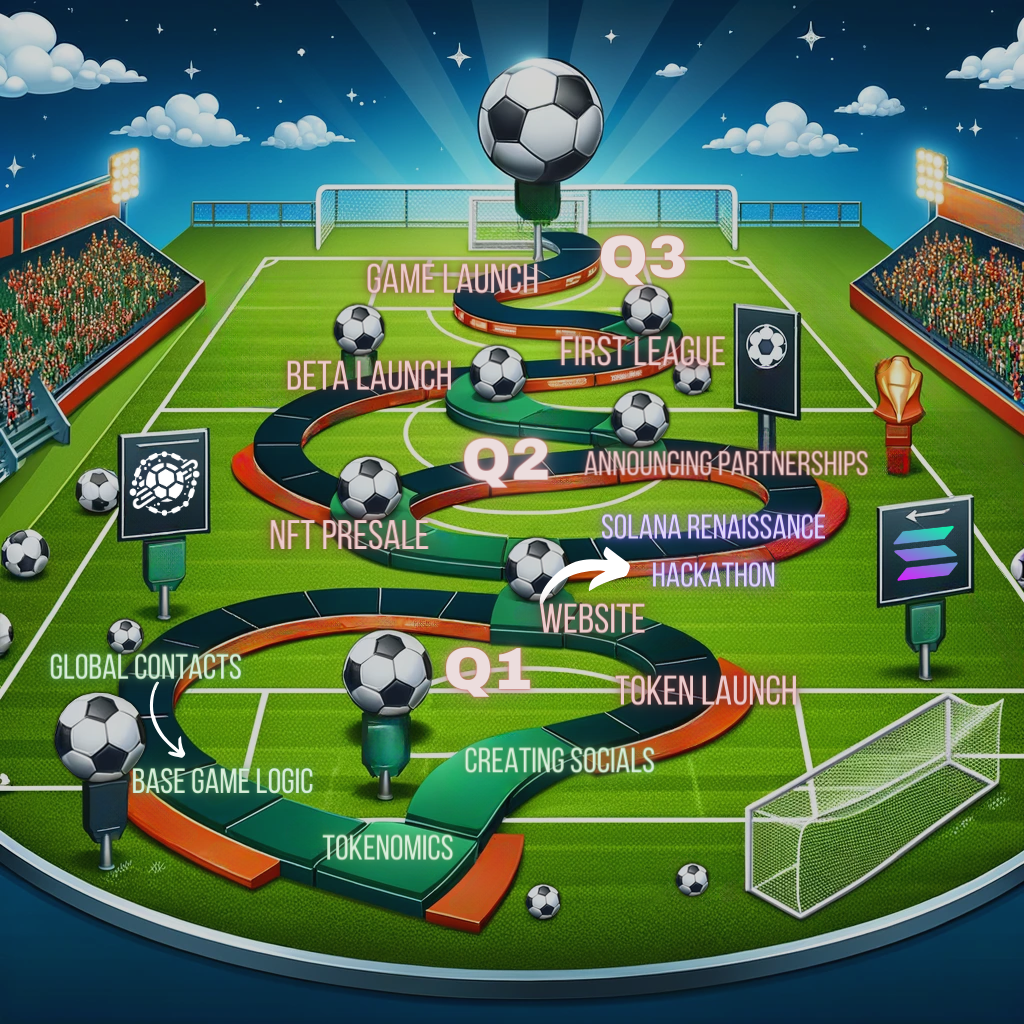 Q3
GAME LAUNCH
FIRST LEAGUE
BETA LAUNCH
Q2
ANNOUNCING PARTNERSHIPS
NFT PRESALE
SOLANA RENAISSANCE
HACKATHON
WEBSITE
Q1
GLOBAL CONTACTS
TOKEN LAUNCH
CREATING SOCIALS
BASE GAME LOGIC
TOKENOMICS